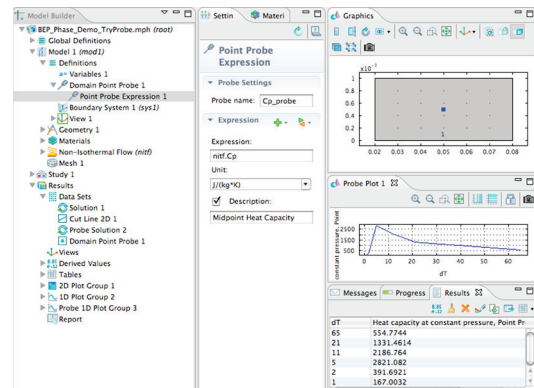 Model Builder
BEP_Phase_Demo_TryProbe.mph (root)
Global Definitions
Model 1 (mod1)
Definitions
a= Variables 1
Domain Point Probe 1
Point Probe Expression 1
Boundary System 1 (sys1)
View 1
Geometry 1
Materials
Non-Isothermal Flow (nitf)
Mesh 1
Study 1
Results
Data Sets
Solution 1
Cut Line 2D 1
Probe Solution 2
Domain Point Probe 1
Views
Derived Values
Tables
2D Plot Group 1
1D Plot Group 2
Probe 1D Plot Group 3
Report
Settin
Materi
Point Probe
Expression
Probe Settings
Probe name: Cp_probe
Expression
Expression:
nitf.Cp
Unit:
J/(kg*K)
Description:
Midpoint Heat Capacity
Graphics
x10⁻³
1
0.8
0.6
0.4
0.2
0
1
0.02 0.03 0.04 0.05 0.06 0.07 0.08
Probe Plot 1
constant pressure, Point
2500
1500
500
0 10 20 30 40 50 60
dT
Messages Progress Results
dT Heat capacity at constant pressure, Point Pr
65 554.7744
21 1331.4614
11 2186.764
5 2821.082
2 391.6921
1 167.0032